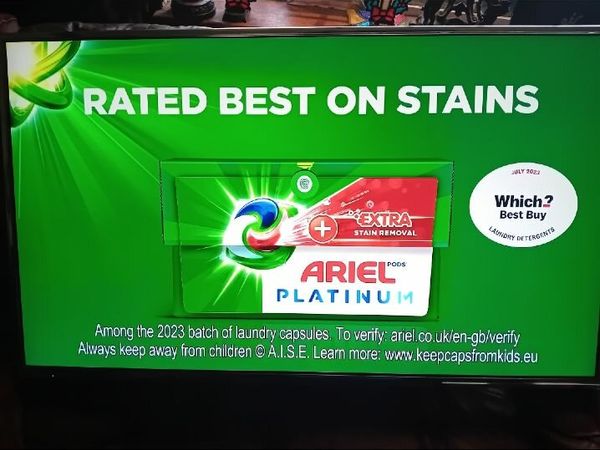 RATED BEST ON STAINS
JULY 2023
Which?
Best Buy
LAUNDRY DETERGENTS
+ EXTRA
STAIN REMOVAL
ARIEL PODS
PLATINUM
Among the 2023 batch of laundry capsules. To verify: ariel.co.uk/en-gb/verify
Always keep away from children © A.I.S.E. Learn more: www.keepcapsfromkids.eu